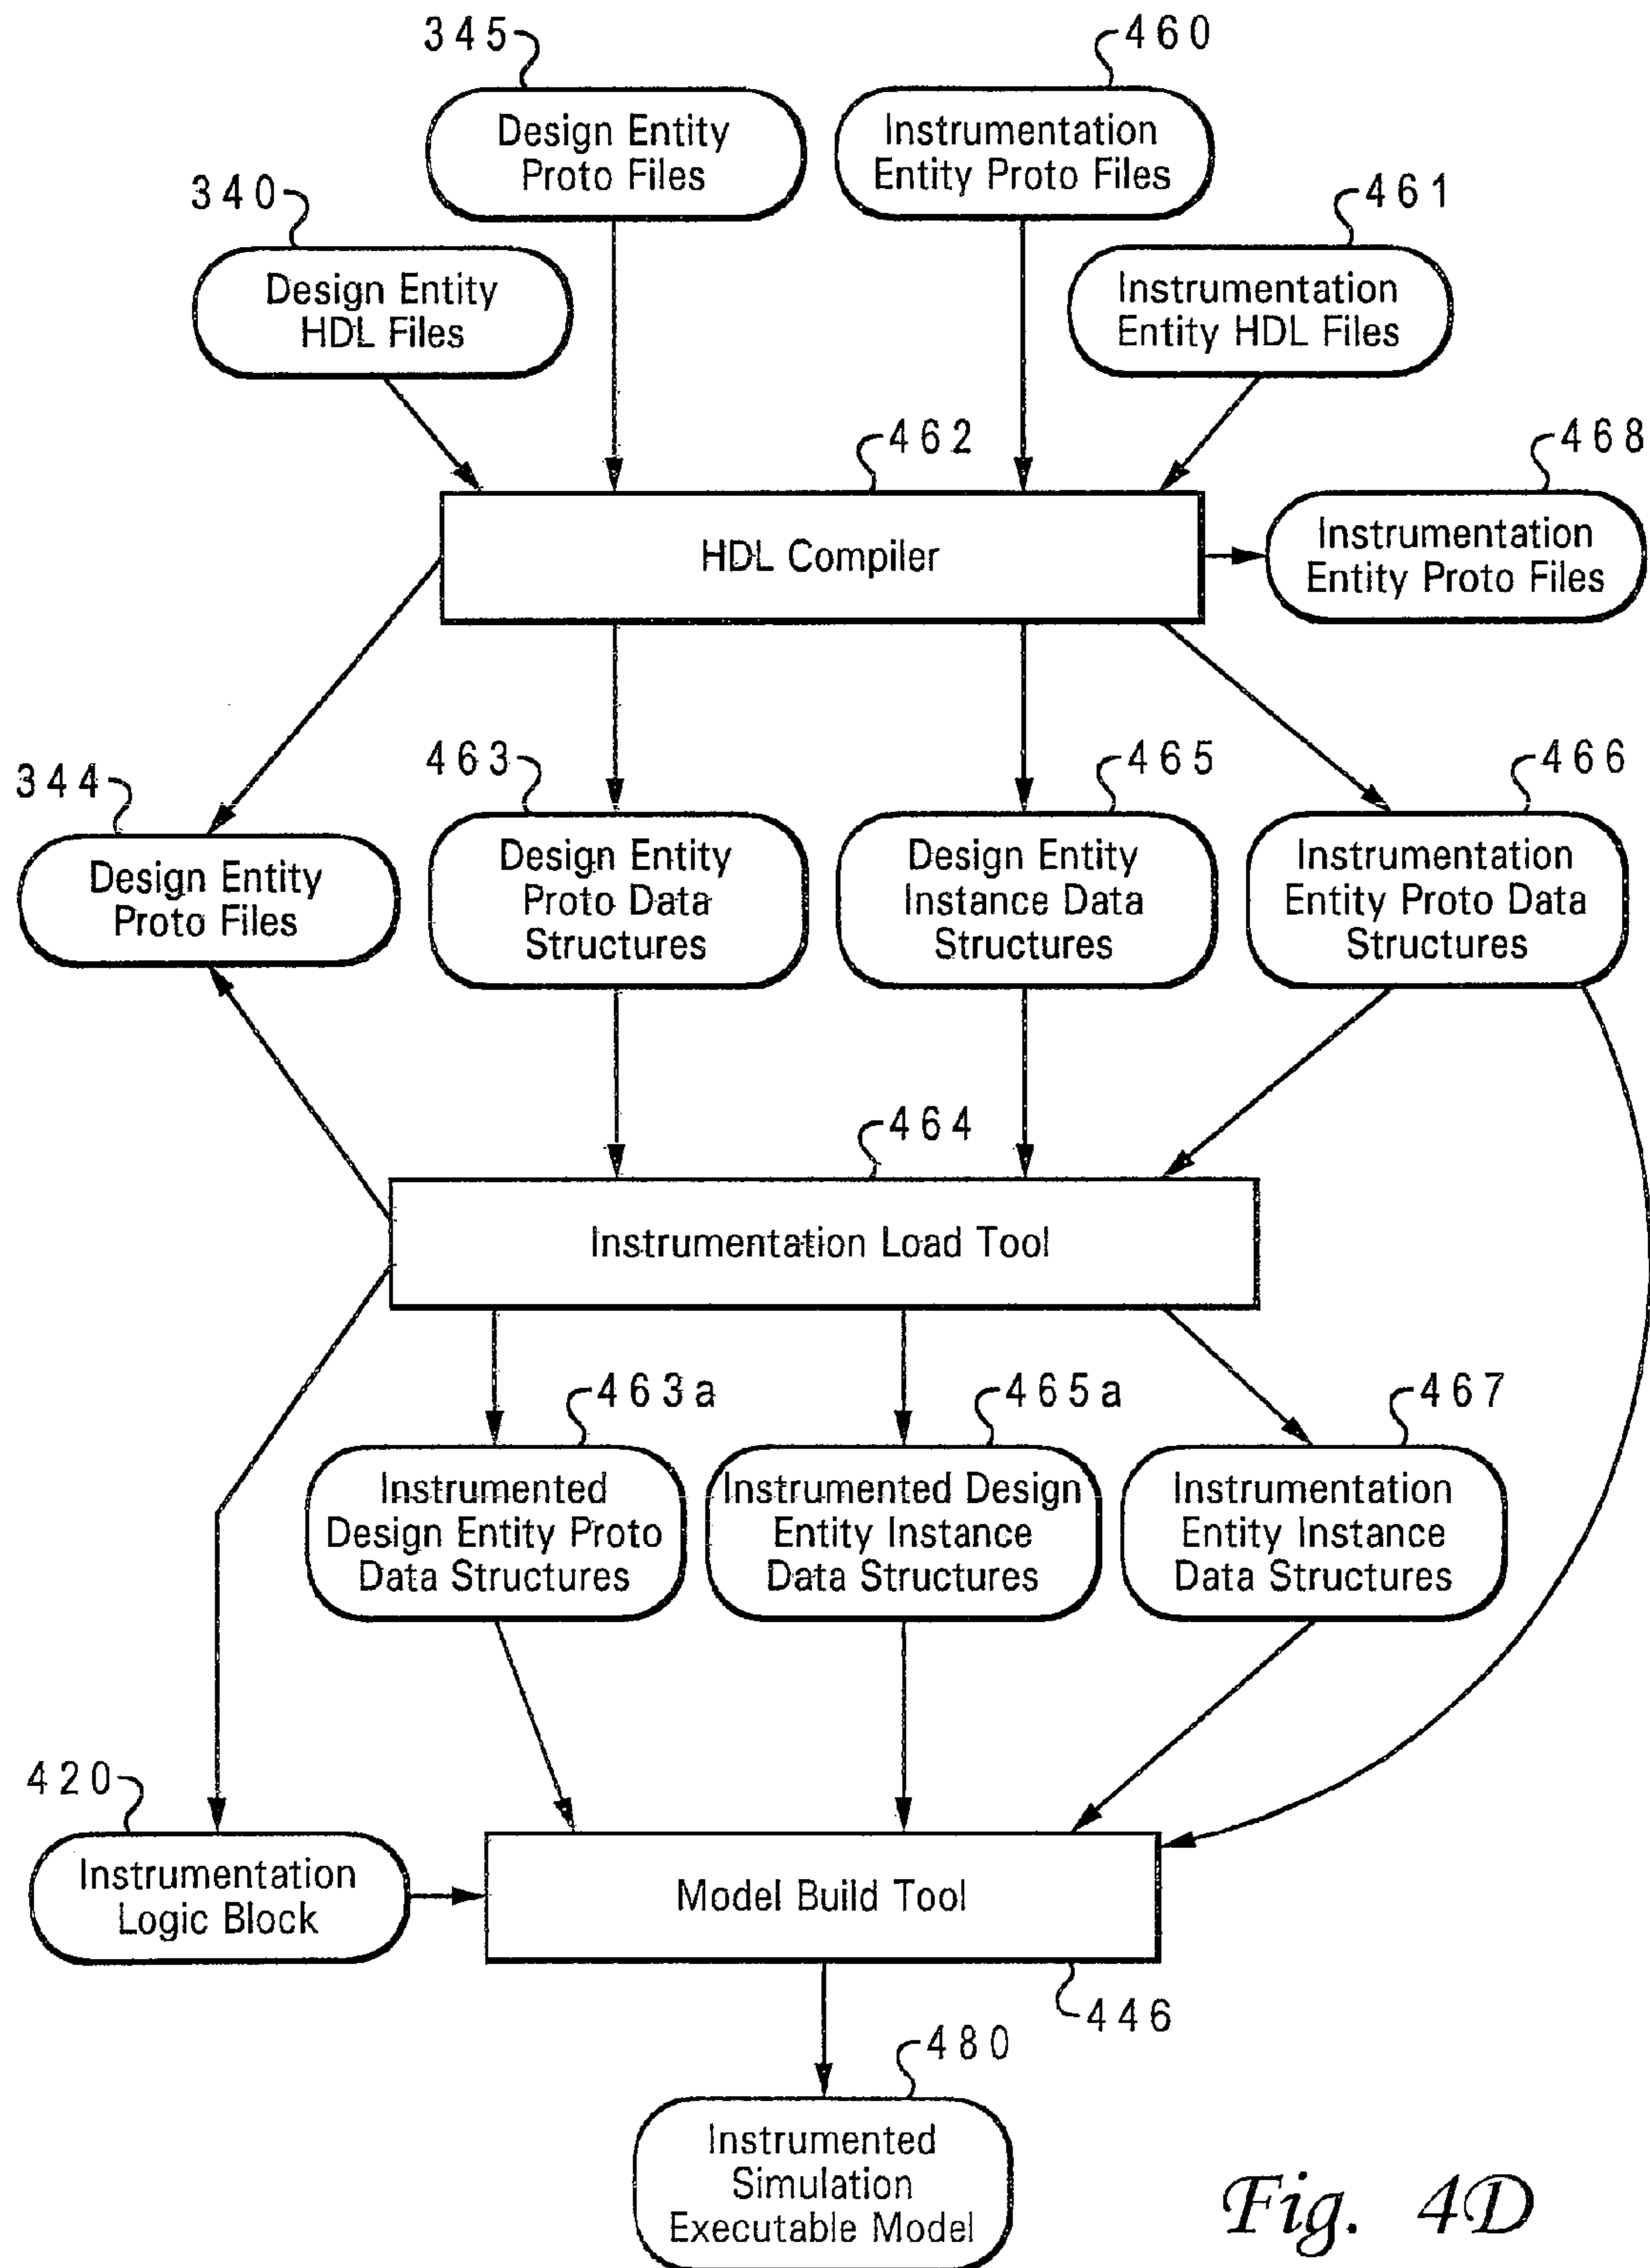 345
460
Design Entity
Proto Files
Instrumentation
Entity Proto Files
340
461
Design Entity
HDL Files
Instrumentation
Entity HDL Files
462
468
HDL Compiler
Instrumentation
Entity Proto Files
344
463
465
466
Design Entity
Proto Files
Design Entity
Proto Data
Structures
Design Entity
Instance Data
Structures
Instrumentation
Entity Proto Data
Structures
464
Instrumentation Load Tool
463a
465a
467
Instrumented
Design Entity Proto
Data Structures
Instrumented Design
Entity Instance
Data Structures
Instrumentation
Entity Instance
Data Structures
420
Instrumentation
Logic Block
Model Build Tool
446
480
Instrumented
Simulation
Executable Model
Fig. 4D